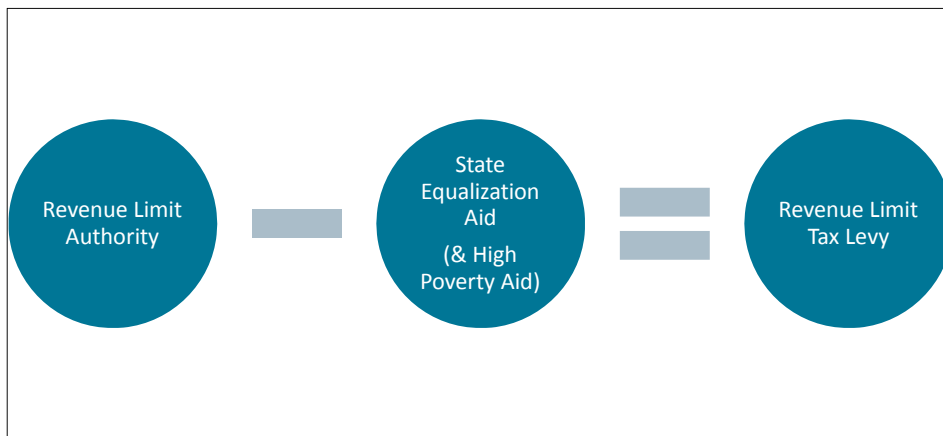 Revenue Limit
Authority
State
Equalization
Aid
(& High
Poverty Aid)
Revenue Limit
Tax Levy